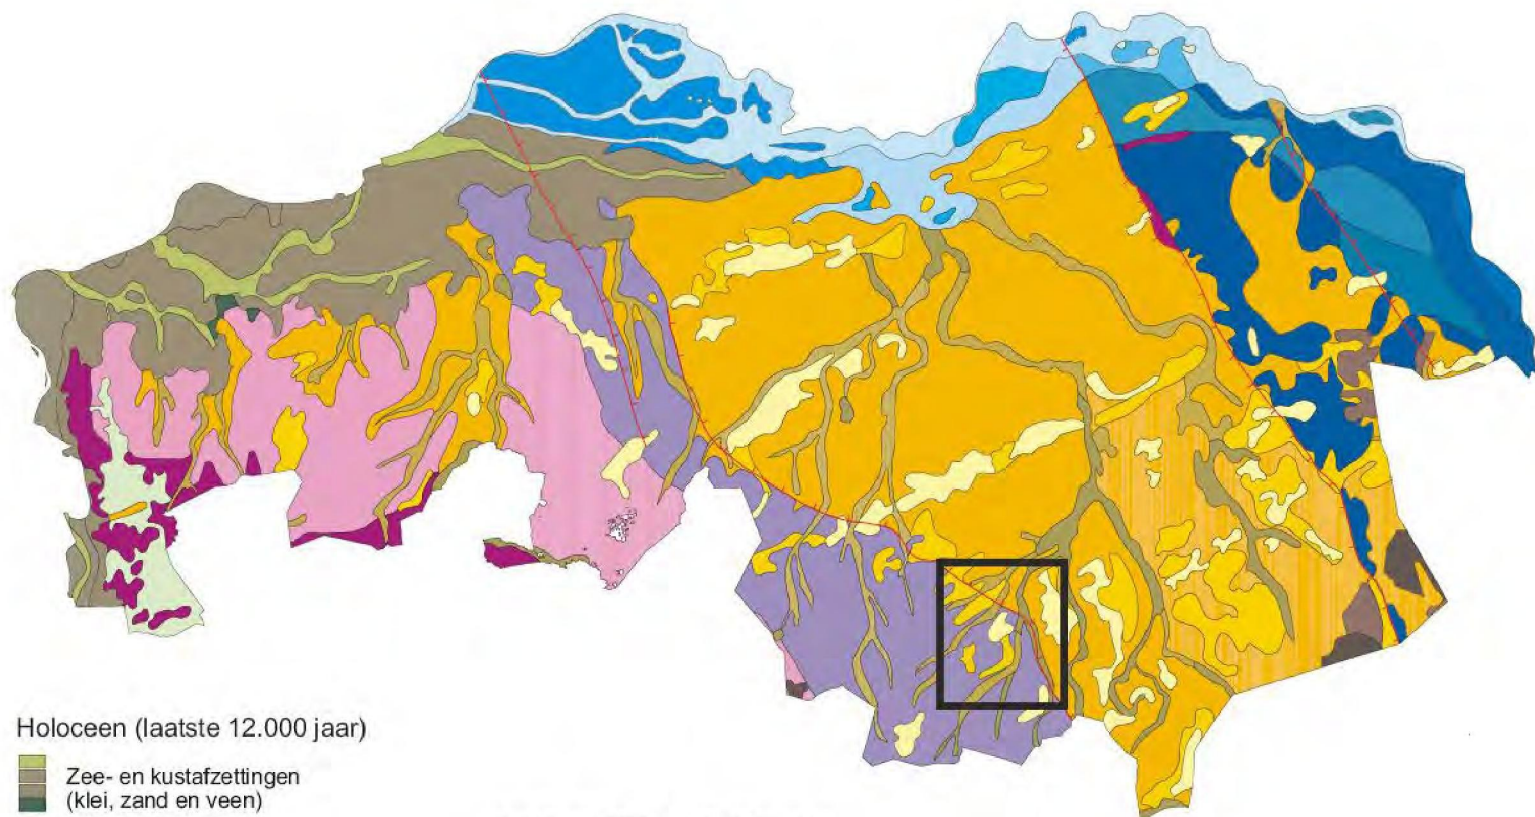 Holoceen (laatste 12.000 jaar)
Zee- en kustafzettingen
(klei, zand en veen)